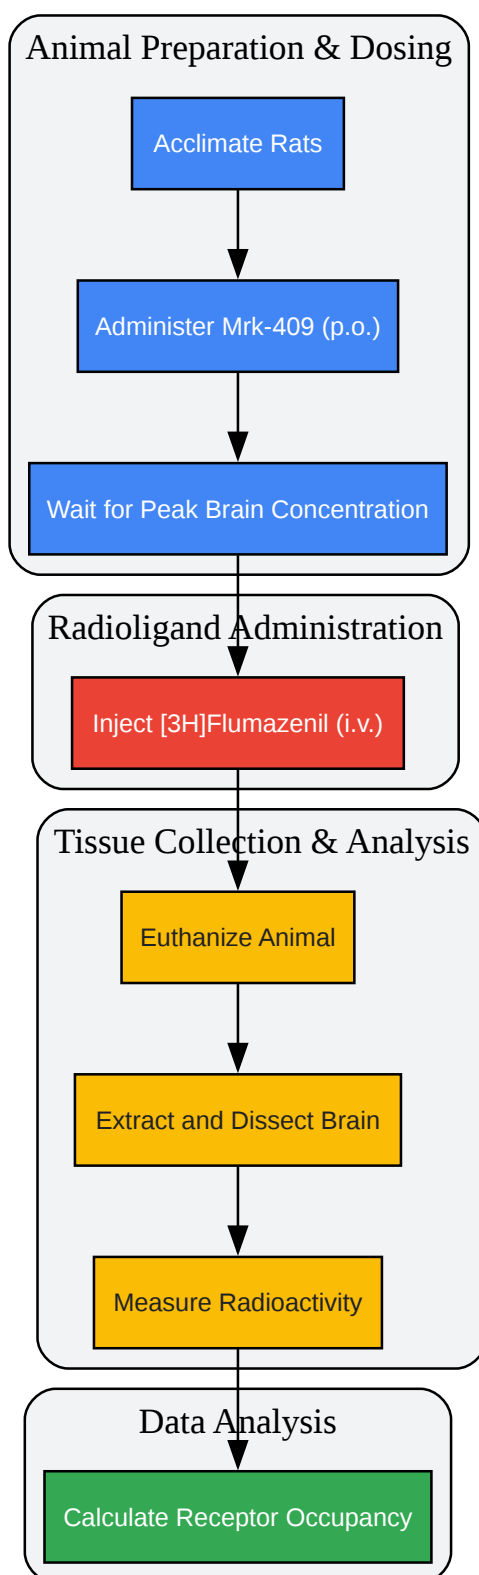 Animal Preparation & Dosing
Acclimate Rats
Administer Mrk-409 (p.o.)
Wait for Peak Brain Concentration
Radioligand Administration
Inject [3H]Flumazenil (i.v.)
Tissue Collection & Analysis
Euthanize Animal
Extract and Dissect Brain
Measure Radioactivity
Data Analysis
Calculate Receptor Occupancy